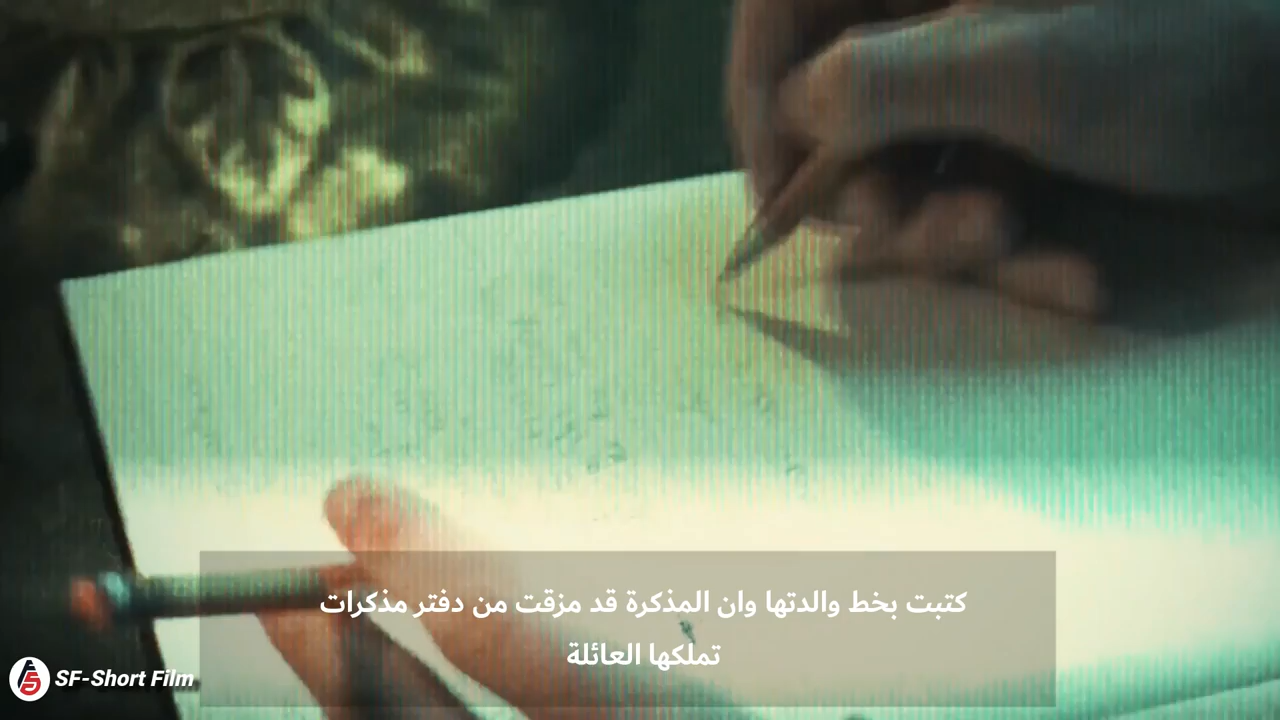 كتبت بخط والدتها وان المذكرة قد مزقت من دفتر مذكرات
تملكها العائلة
SF-Short Film